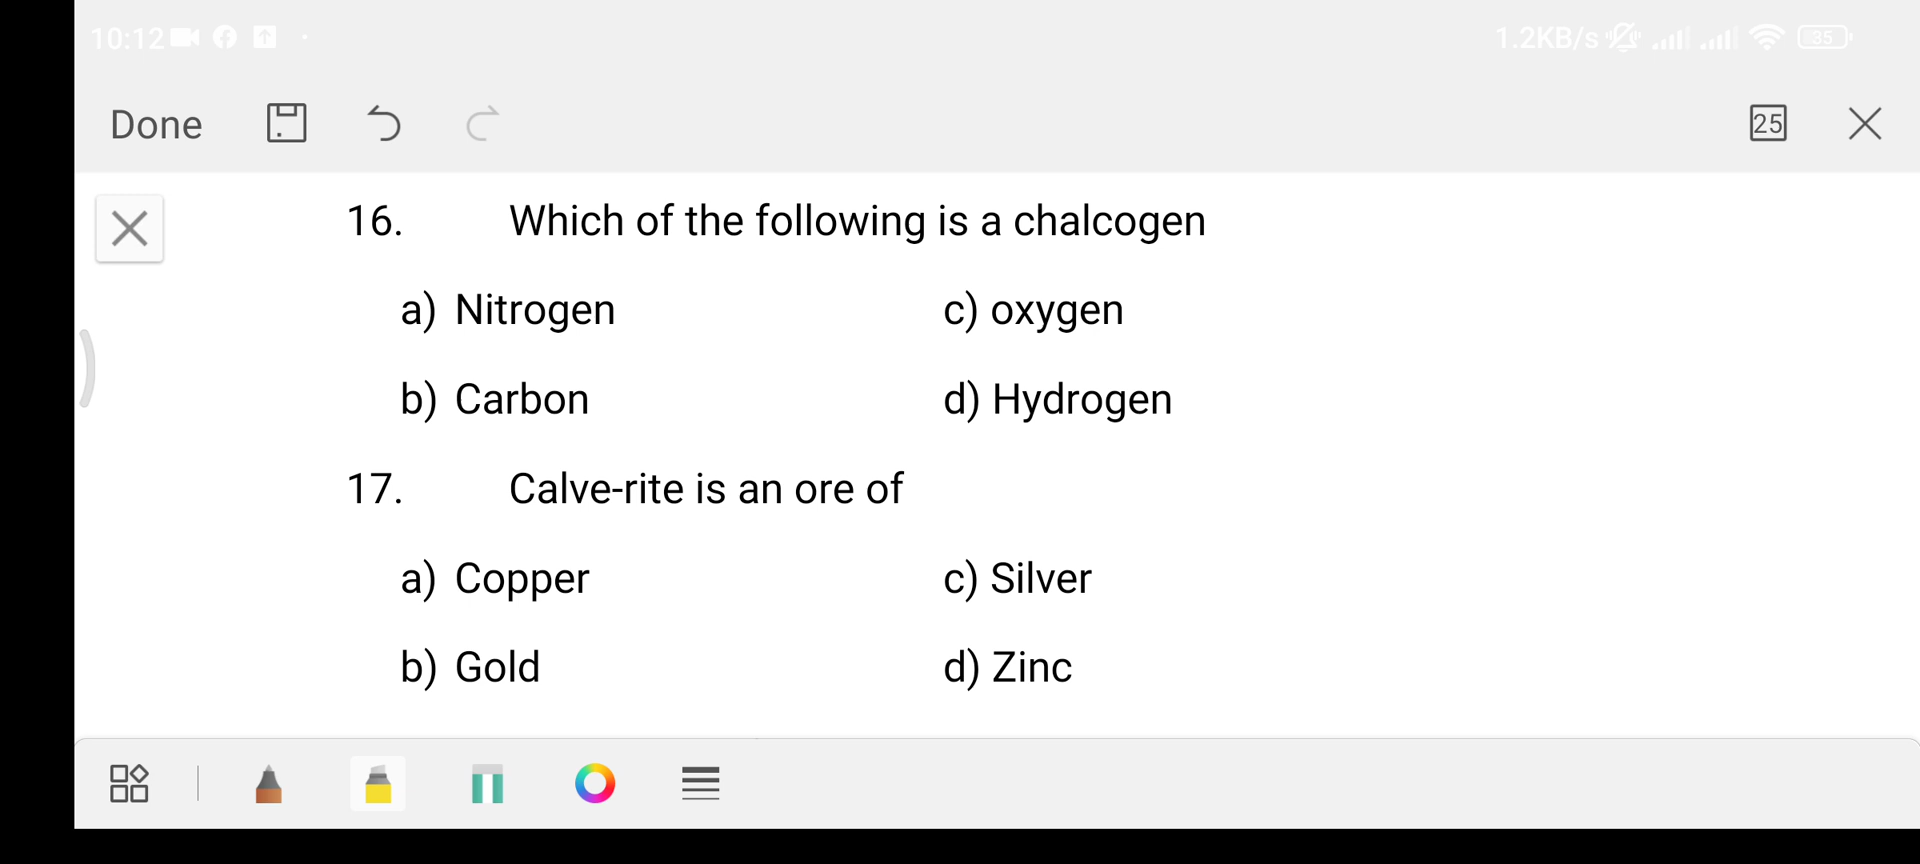 10:12
1.2KB/s 35
Done
25
16. Which of the following is a chalcogen
a) Nitrogen c) oxygen
b) Carbon d) Hydrogen
17. Calve-rite is an ore of
a) Copper c) Silver
b) Gold d) Zinc